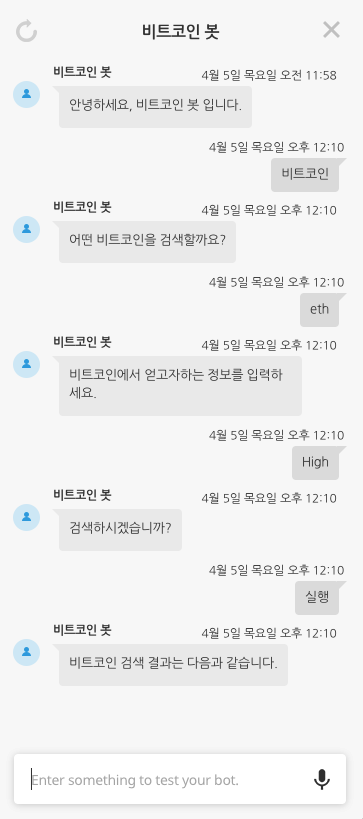 비트코인 봇
비트코인 봇 4월 5일 목요일 오전 11:58
안녕하세요, 비트코인 봇 입니다.
4월 5일 목요일 오후 12:10
비트코인
비트코인 봇 4월 5일 목요일 오후 12:10
어떤 비트코인을 검색할까요?
4월 5일 목요일 오후 12:10
eth
비트코인 봇 4월 5일 목요일 오후 12:10
비트코인에서 얻고자하는 정보를 입력하
세요.
4월 5일 목요일 오후 12:10
High
비트코인 봇 4월 5일 목요일 오후 12:10
검색하시겠습니까?
4월 5일 목요일 오후 12:10
실행
비트코인 봇 4월 5일 목요일 오후 12:10
비트코인 검색 결과는 다음과 같습니다.
Enter something to test your bot.